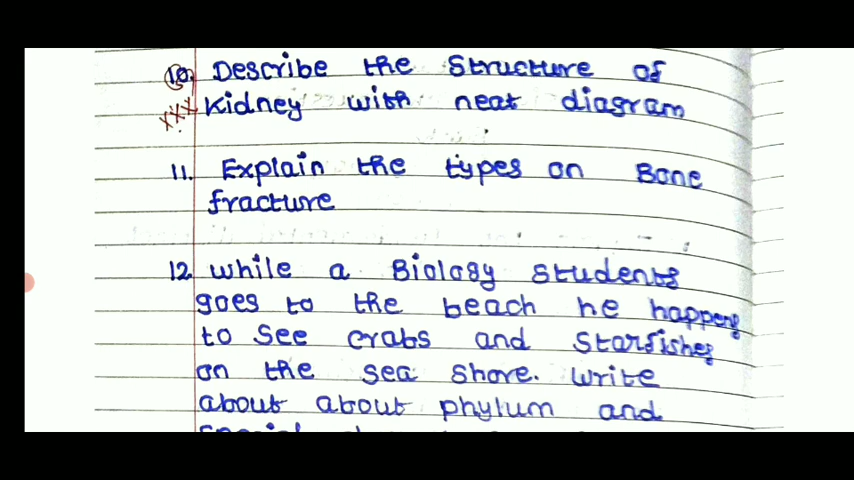 10. Describe the Structure of
xxx Kidney with neat diagram
11. Explain the types on Bone
fracture
12. While a Biology students
goes to the beach he happens
to see crabs and Starfishes
on the sea shore. Write
about about phylum and